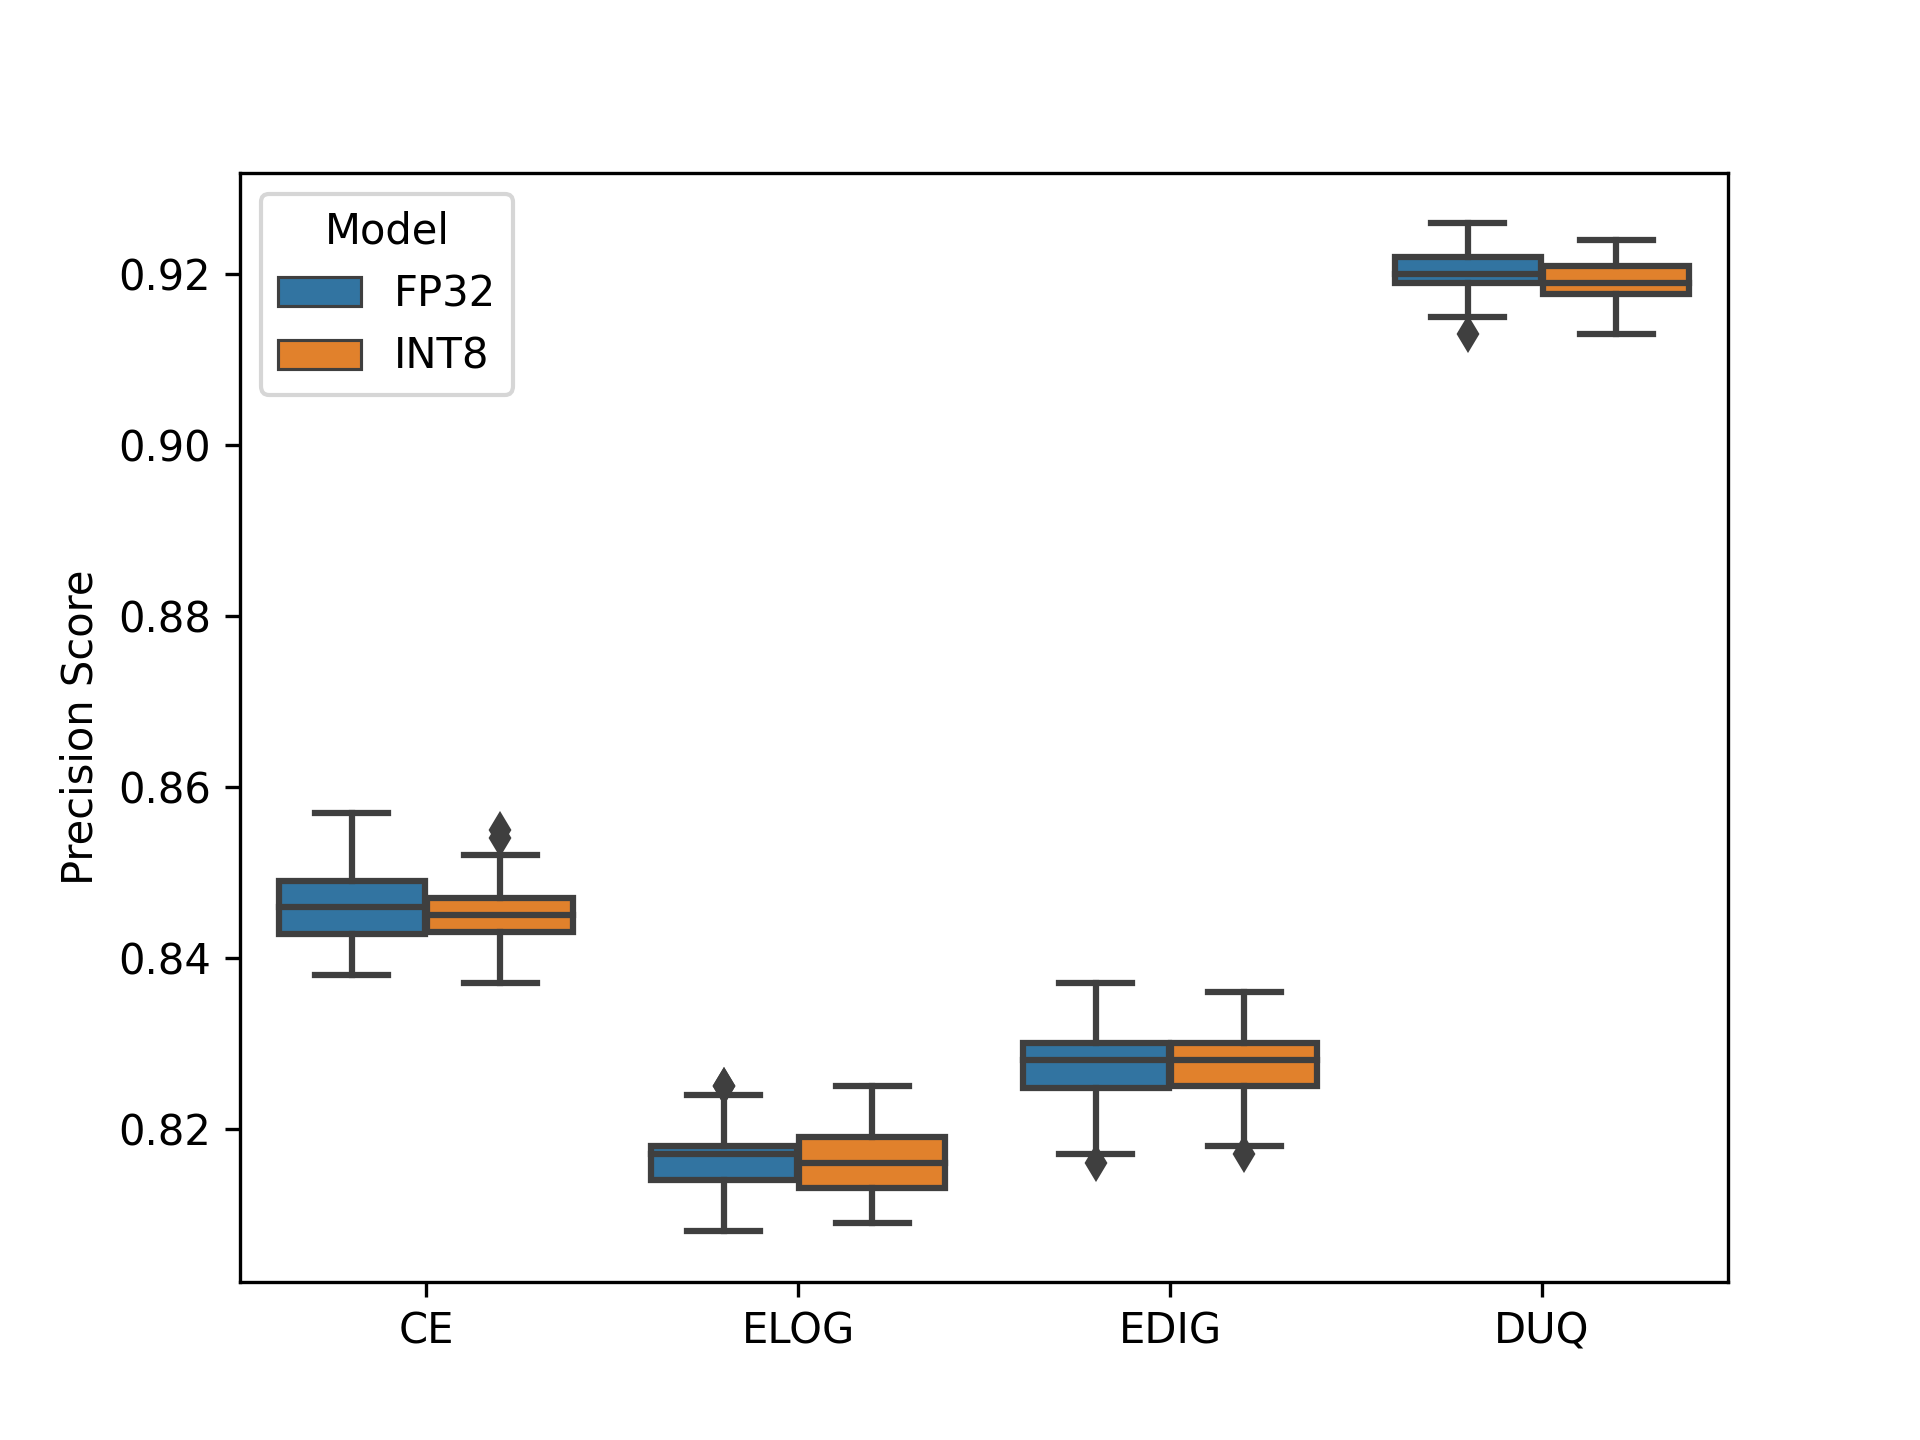 Model
FP32
INT8
Precision Score
0.92
0.90
0.88
0.86
0.84
0.82
CE
ELOG
EDIG
DUQ